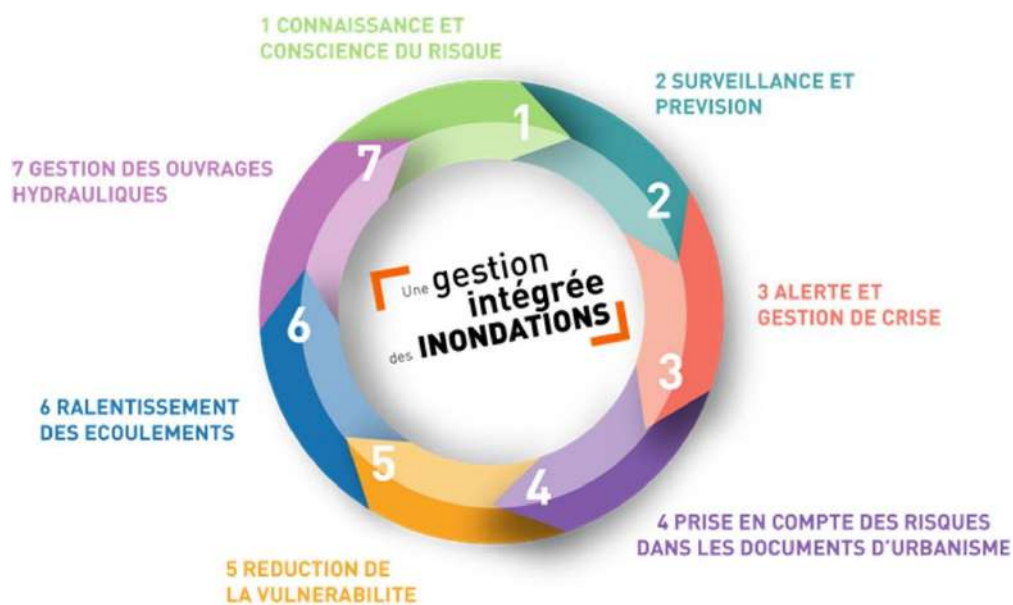 1 CONNAISSANCE ET
CONSCIENCE DU RISQUE
2 SURVEILLANCE ET
PREVISION
3 ALERTE ET
GESTION DE CRISE
4 PRISE EN COMPTE DES RISQUES
DANS LES DOCUMENTS D'URBANISME
5 REDUCTION DE
LA VULNERABILITE
6 RALENTISSEMENT
DES ECOULEMENTS
7 GESTION DES OUVRAGES
HYDRAULIQUES
1
2
3
4
5
6
7
Une gestion
intégrée
des INONDATIONS